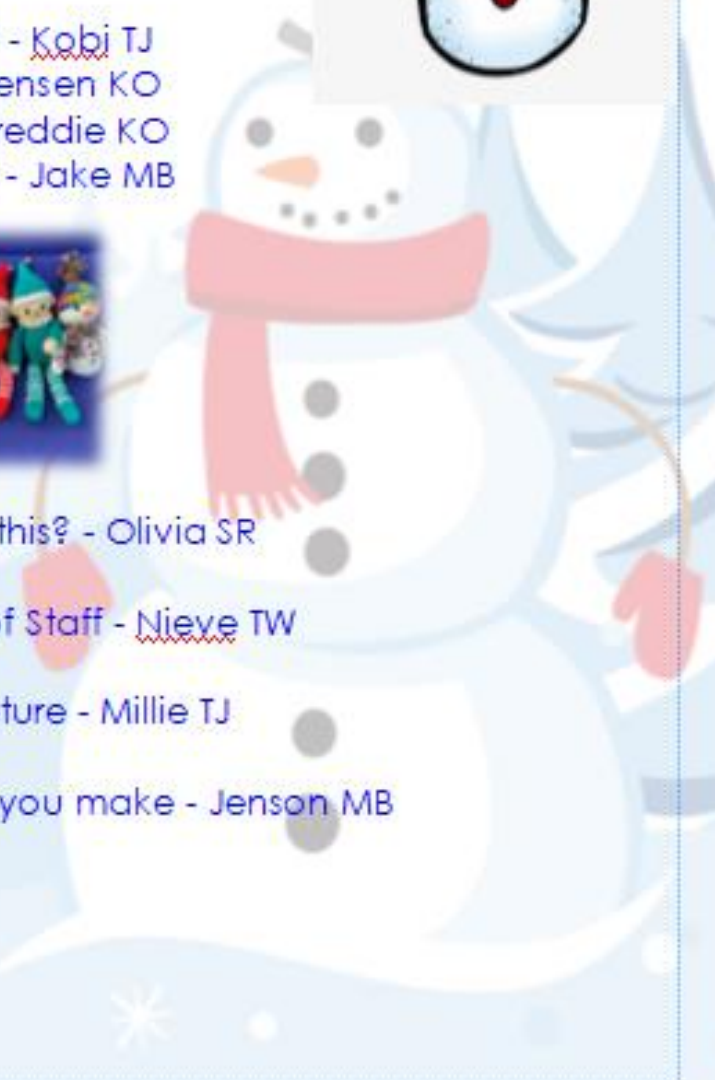 - Kobi TJ
ensen KO
reddie KO
- Jake MB
this? - Olivia SR
of Staff - Nieve TW
ture - Millie TJ
you make - Jenson MB